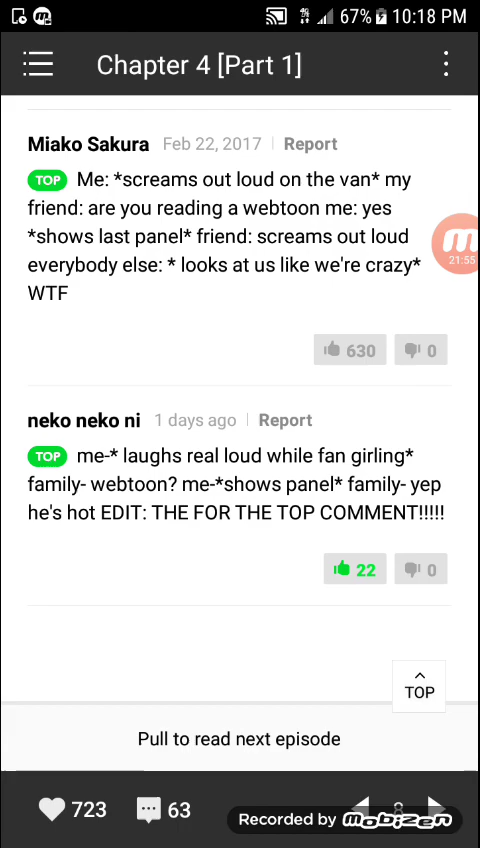 67% 10:18 PM
Chapter 4 [Part 1]
Miako Sakura Feb 22, 2017 Report
TOP Me: *screams out loud on the van* my
friend: are you reading a webtoon me: yes
*shows last panel* friend: screams out loud
everybody else: * looks at us like we're crazy*
WTF
21:55
630 0
neko neko ni 1 days ago Report
TOP me-* laughs real loud while fan girling*
family- webtoon? me-*shows panel* family- yep
he's hot EDIT: THE FOR THE TOP COMMENT!!!!!
22 0
TOP
Pull to read next episode
723 63 8
Recorded by MOBIZEN